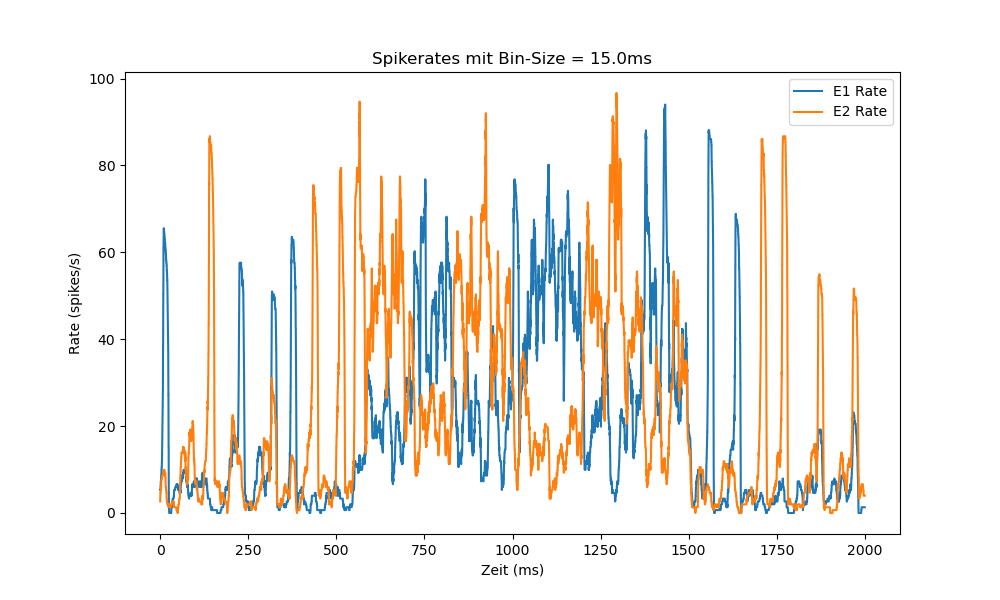 Spikerates mit Bin-Size = 15.0ms
E1 Rate
E2 Rate
Rate (spikes/s)
100
80
60
40
20
0
0 250 500 750 1000 1250 1500 1750 2000
Zeit (ms)